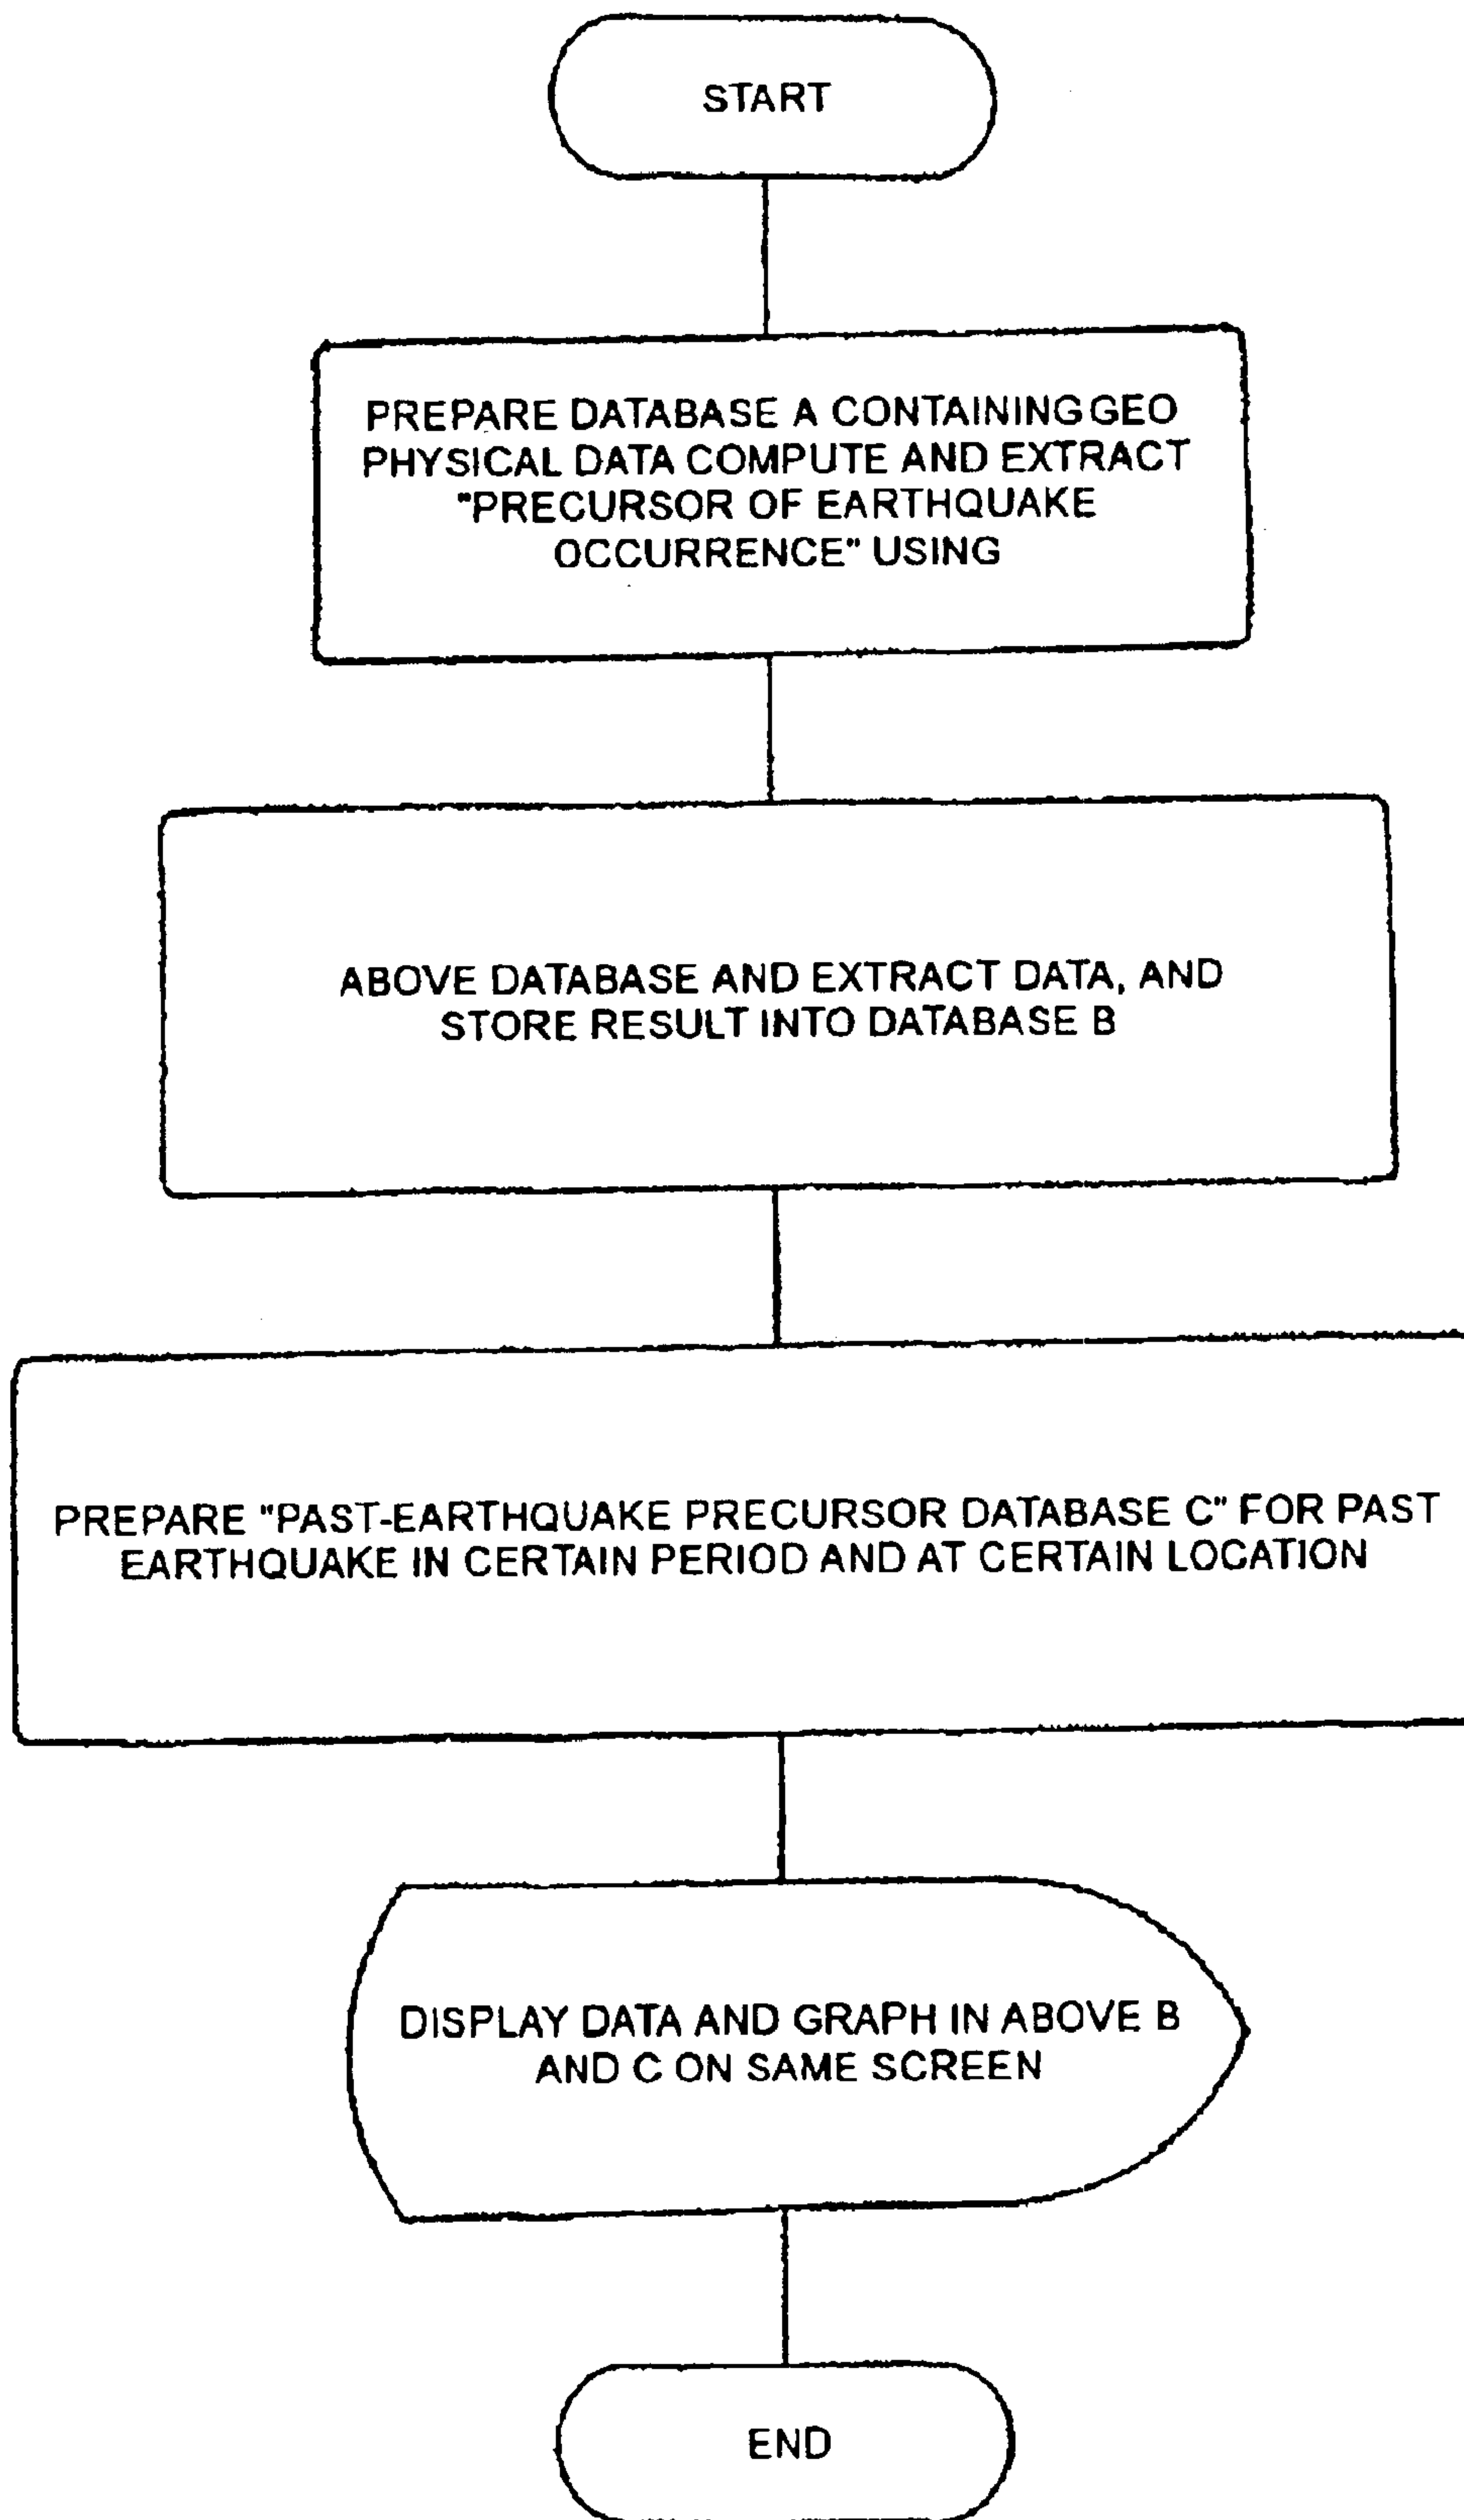 START
PREPARE DATABASE A CONTAINING GEO
PHYSICAL DATA COMPUTE AND EXTRACT
"PRECURSOR OF EARTHQUAKE
OCCURRENCE" USING
ABOVE DATABASE AND EXTRACT DATA, AND
STORE RESULT INTO DATABASE B
PREPARE "PAST-EARTHQUAKE PRECURSOR DATABASE C" FOR PAST
EARTHQUAKE IN CERTAIN PERIOD AND AT CERTAIN LOCATION
DISPLAY DATA AND GRAPH IN ABOVE B
AND C ON SAME SCREEN
END